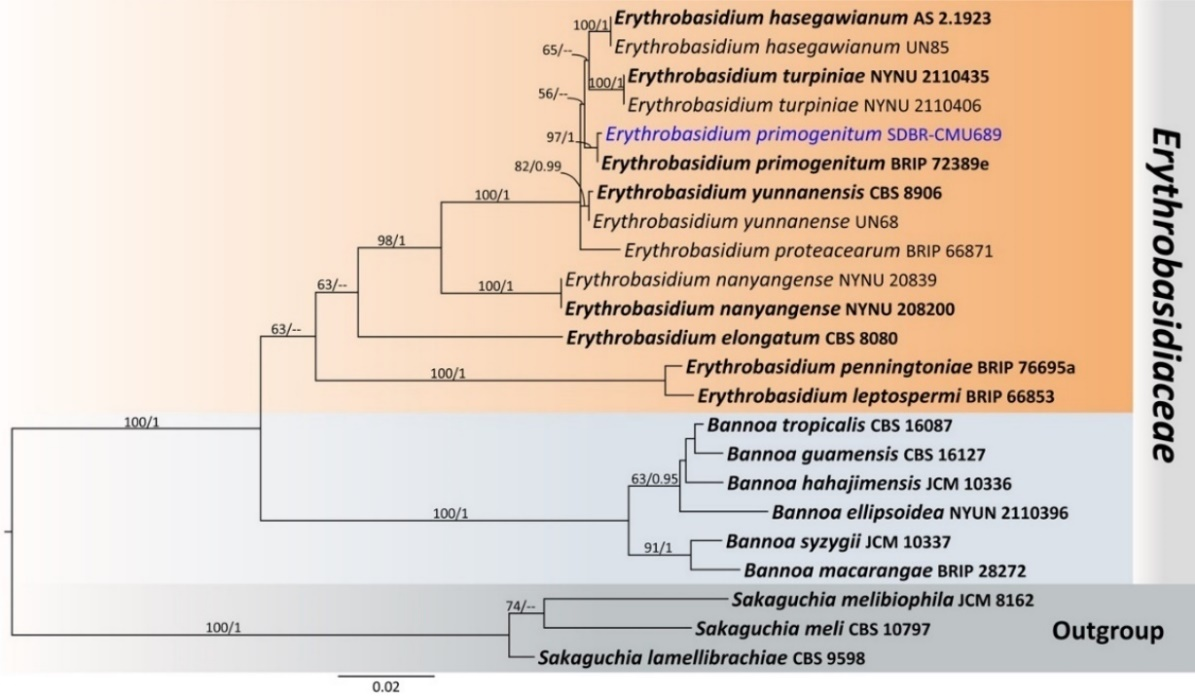 100/1
Erythrobasidium hasegawianum AS 2.1923
Erythrobasidium hasegawianum UN85
65/--
Erythrobasidium turpiniae NYNU 2110435
100/1
Erythrobasidium turpiniae NYNU 2110406
56/--
Erythrobasidium primogenitum SDBR-CMU689
97/1
Erythrobasidium primogenitum BRIP 72389e
82/0.99
Erythrobasidium yunnanensis CBS 8906
100/1
Erythrobasidium yunnanense UN68
98/1
Erythrobasidium proteacearum BRIP 66871
Erythrobasidium nanyangense NYNU 20839
63/--
100/1
Erythrobasidium nanyangense NYNU 208200
63/--
Erythrobasidium elongatum CBS 8080
Erythrobasidium penningtoniae BRIP 76695a
100/1
Erythrobasidium leptospermi BRIP 66853
Erythrobasidiaceae
100/1
Bannoa tropicalis CBS 16087
Bannoa guamensis CBS 16127
63/0.95
Bannoa hahajimensis JCM 10336
100/1
Bannoa ellipsoidea NYUN 2110396
Bannoa syzygii JCM 10337
91/1
Bannoa macarangae BRIP 28272
74/--
Sakaguchia melibiophila JCM 8162
100/1
Sakaguchia meli CBS 10797
Outgroup
Sakaguchia lamellibrachiae CBS 9598
0.02